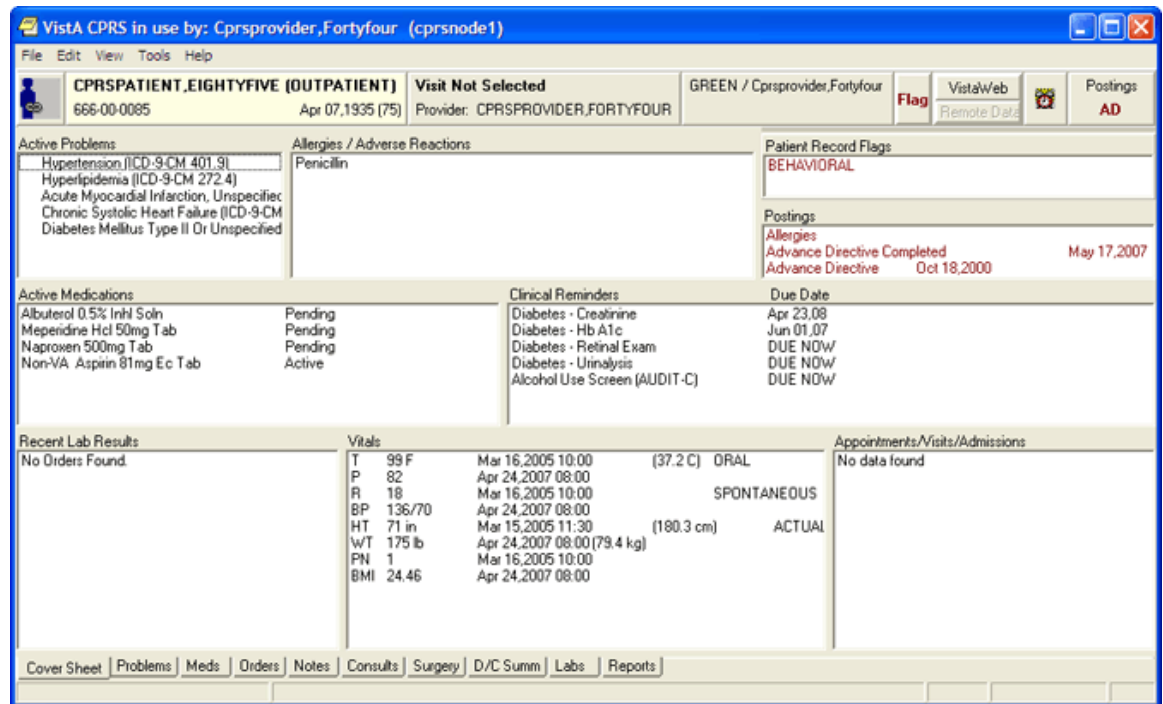 VistA CPRS in use by: Cprsprovider,Fortyfour (cprsnode1)
File Edit View Tools Help
CPRSPATIENT,EIGHTYFIVE (OUTPATIENT)
666-00-0085 Apr 07,1935 (75)
Visit Not Selected
Provider: CPRSPROVIDER,FORTYFOUR
GREEN / Cprsprovider,Fortyfour
Flag
VistaWeb
Remote Data
Postings
AD
Active Problems
Hypertension (ICD-9-CM 401.9)
Hyperlipidemia (ICD-9-CM 272.4)
Acute Myocardial Infarction, Unspecifiec
Chronic Systolic Heart Failure (ICD-9-CM
Diabetes Mellitus Type II Or Unspecified
Allergies / Adverse Reactions
Penicillin
Patient Record Flags
BEHAVIORAL
Postings
Allergies
Advance Directive Completed May 17,2007
Advance Directive Oct 18,2000
Active Medications
Albuterol 0.5% Inhl Soln Pending
Meperidine Hcl 50mg Tab Pending
Naproxen 500mg Tab Pending
Non-VA Aspirin 81mg Ec Tab Active
Clinical Reminders Due Date
Diabetes - Creatinine Apr 23,08
Diabetes - Hb A1c Jun 01,07
Diabetes - Retinal Exam DUE NOW
Diabetes - Urinalysis DUE NOW
Alcohol Use Screen (AUDIT-C) DUE NOW
Recent Lab Results
No Orders Found.
Vitals
T 99 F Mar 16,2005 10:00 (37.2 C) ORAL
P 82 Apr 24,2007 08:00
R 18 Mar 16,2005 10:00 SPONTANEOUS
BP 136/70 Apr 24,2007 08:00
HT 71 in Mar 15,2005 11:30 (180.3 cm) ACTUAL
WT 175 lb Apr 24,2007 08:00 (79.4 kg)
PN 1 Mar 16,2005 10:00
BMI 24.46 Apr 24,2007 08:00
Appointments/Visits/Admissions
No data found
Cover Sheet Problems Meds Orders Notes Consults Surgery D/C Summ Labs Reports